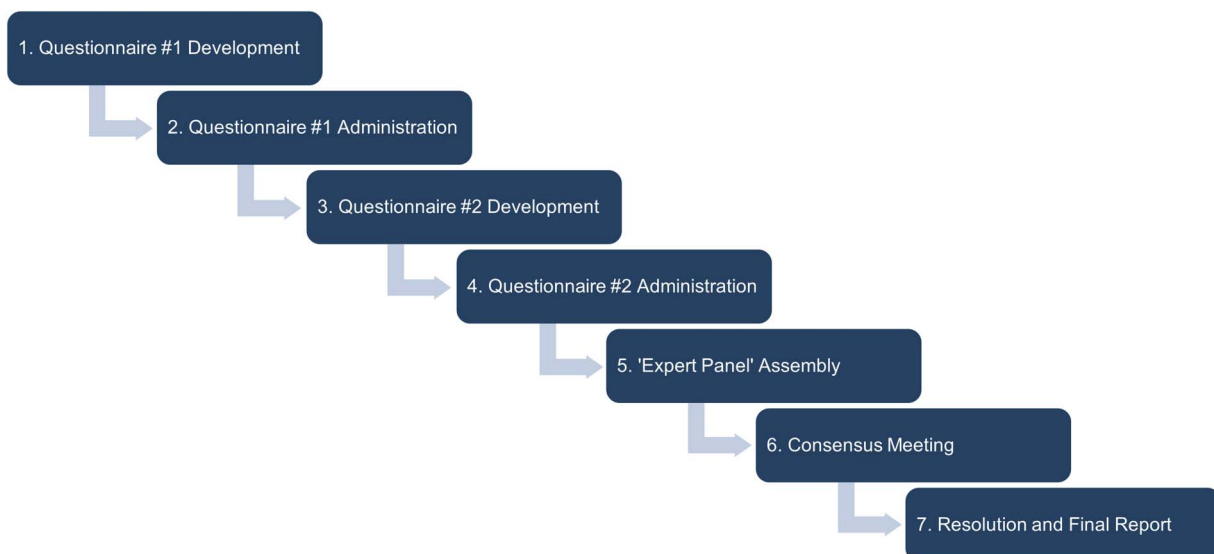 1. Questionnaire #1 Development
2. Questionnaire #1 Administration
3. Questionnaire #2 Development
4. Questionnaire #2 Administration
5. 'Expert Panel' Assembly
6. Consensus Meeting
7. Resolution and Final Report